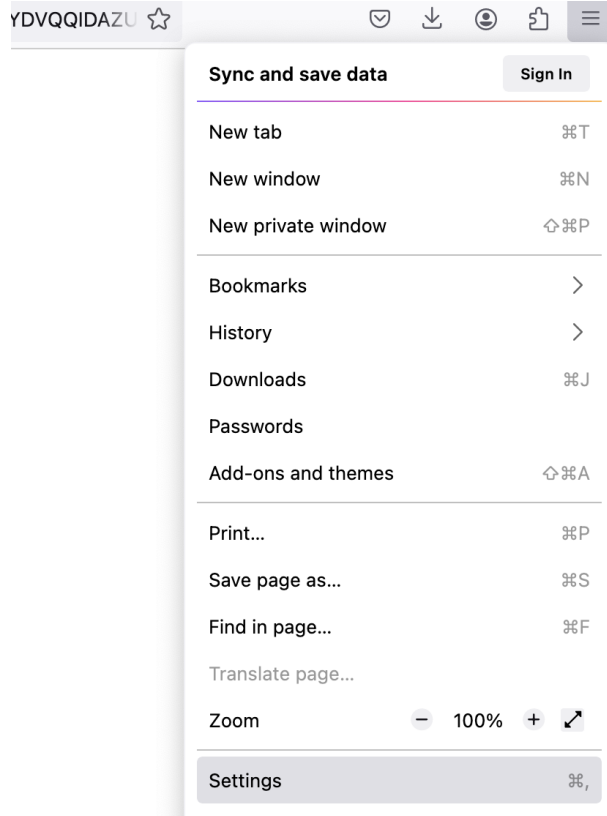 YDVQQIDAZU
Sync and save data Sign In
New tab ⌘T
New window ⌘N
New private window ⇧⌘P
Bookmarks
History
Downloads ⌘J
Passwords
Add-ons and themes ⇧⌘A
Print... ⌘P
Save page as... ⌘S
Find in page... ⌘F
Translate page...
Zoom − 100% +
Settings ⌘,